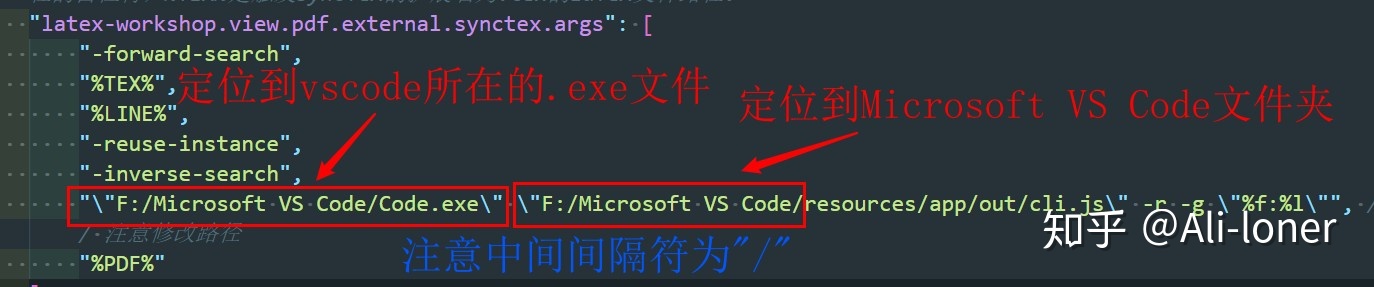 "latex-workshop.view.pdf.external.synctex.args": [
"-forward-search",
"%TEX%",
定位到vscode所在的.exe文件
定位到Microsoft VS Code文件夹
"%LINE%",
"-reuse-instance",
"-inverse-search",
"\"F:/Microsoft VS Code/Code.exe\" \"F:/Microsoft VS Code/resources/app/out/cli.js\" -r -g \"%f:%l\"", /
/ 注意修改路径
知乎 @Ali-loner
注意中间间隔符为"/"
"%PDF%"